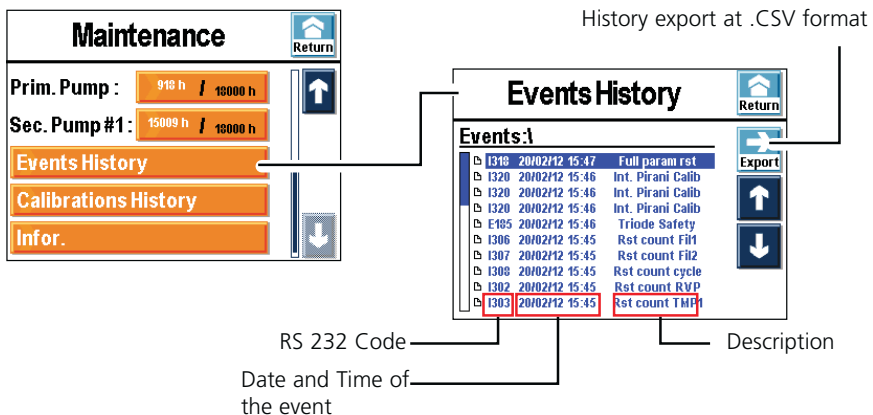 History export at .CSV format
Maintenance
Return
Prim. Pump : 918 h / 18000 h
Sec. Pump #1: 15009 h / 18000 h
Events History
Calibrations History
Infor.
Events History
Return
Events:\
Export
I318 20/02/12 15:47 Full param rst
I320 20/02/12 15:46 Int. Pirani Calib
I320 20/02/12 15:46 Int. Pirani Calib
I320 20/02/12 15:46 Int. Pirani Calib
E185 20/02/12 15:46 Triode Safety
I306 20/02/12 15:45 Rst count Fil1
I307 20/02/12 15:45 Rst count Fil2
I308 20/02/12 15:45 Rst count cycle
I302 20/02/12 15:45 Rst count RVP
I303 20/02/12 15:45 Rst count TMP1
RS 232 Code
Description
Date and Time of
the event